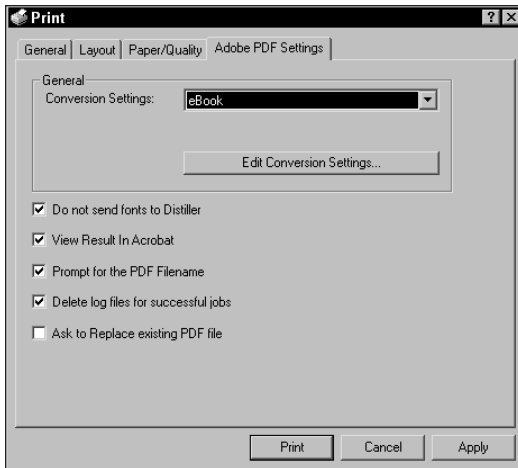 Print
General Layout Paper/Quality Adobe PDF Settings
General
Conversion Settings: eBook
Edit Conversion Settings...
Do not send fonts to Distiller
View Result In Acrobat
Prompt for the PDF Filename
Delete log files for successful jobs
Ask to Replace existing PDF file
Print Cancel Apply